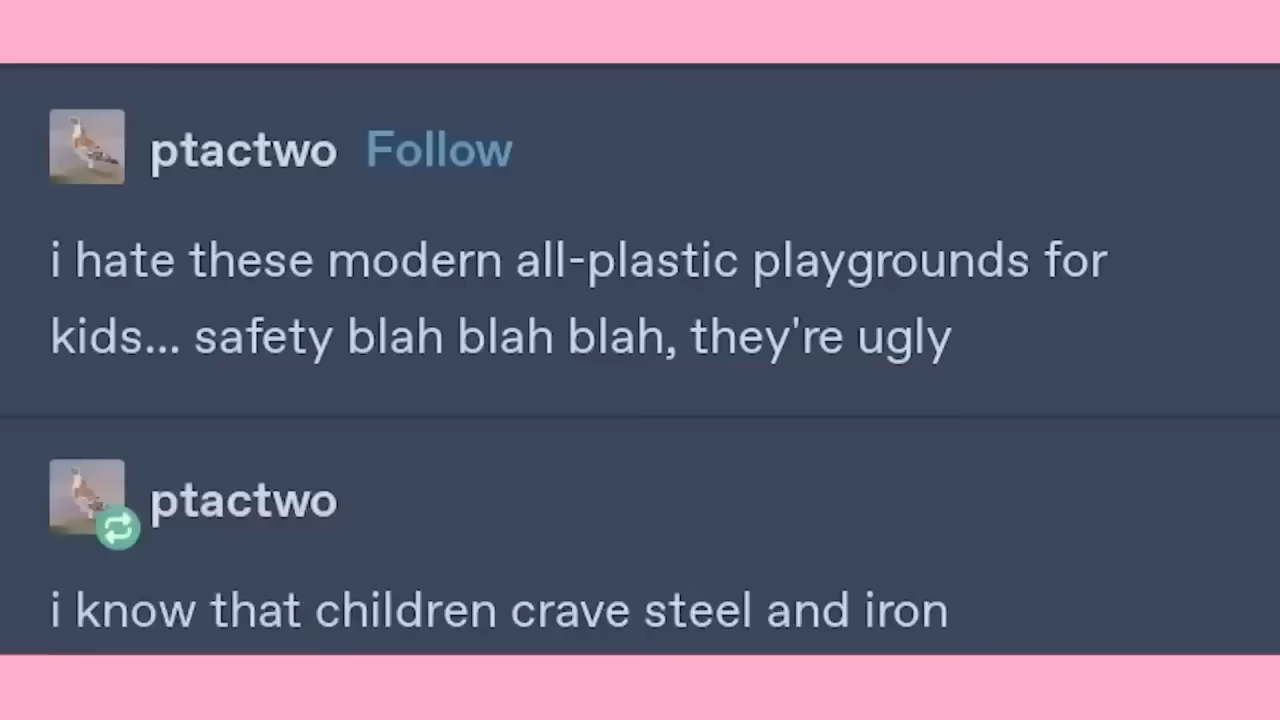 ptactwo Follow
i hate these modern all-plastic playgrounds for
kids... safety blah blah blah, they're ugly
ptactwo
i know that children crave steel and iron